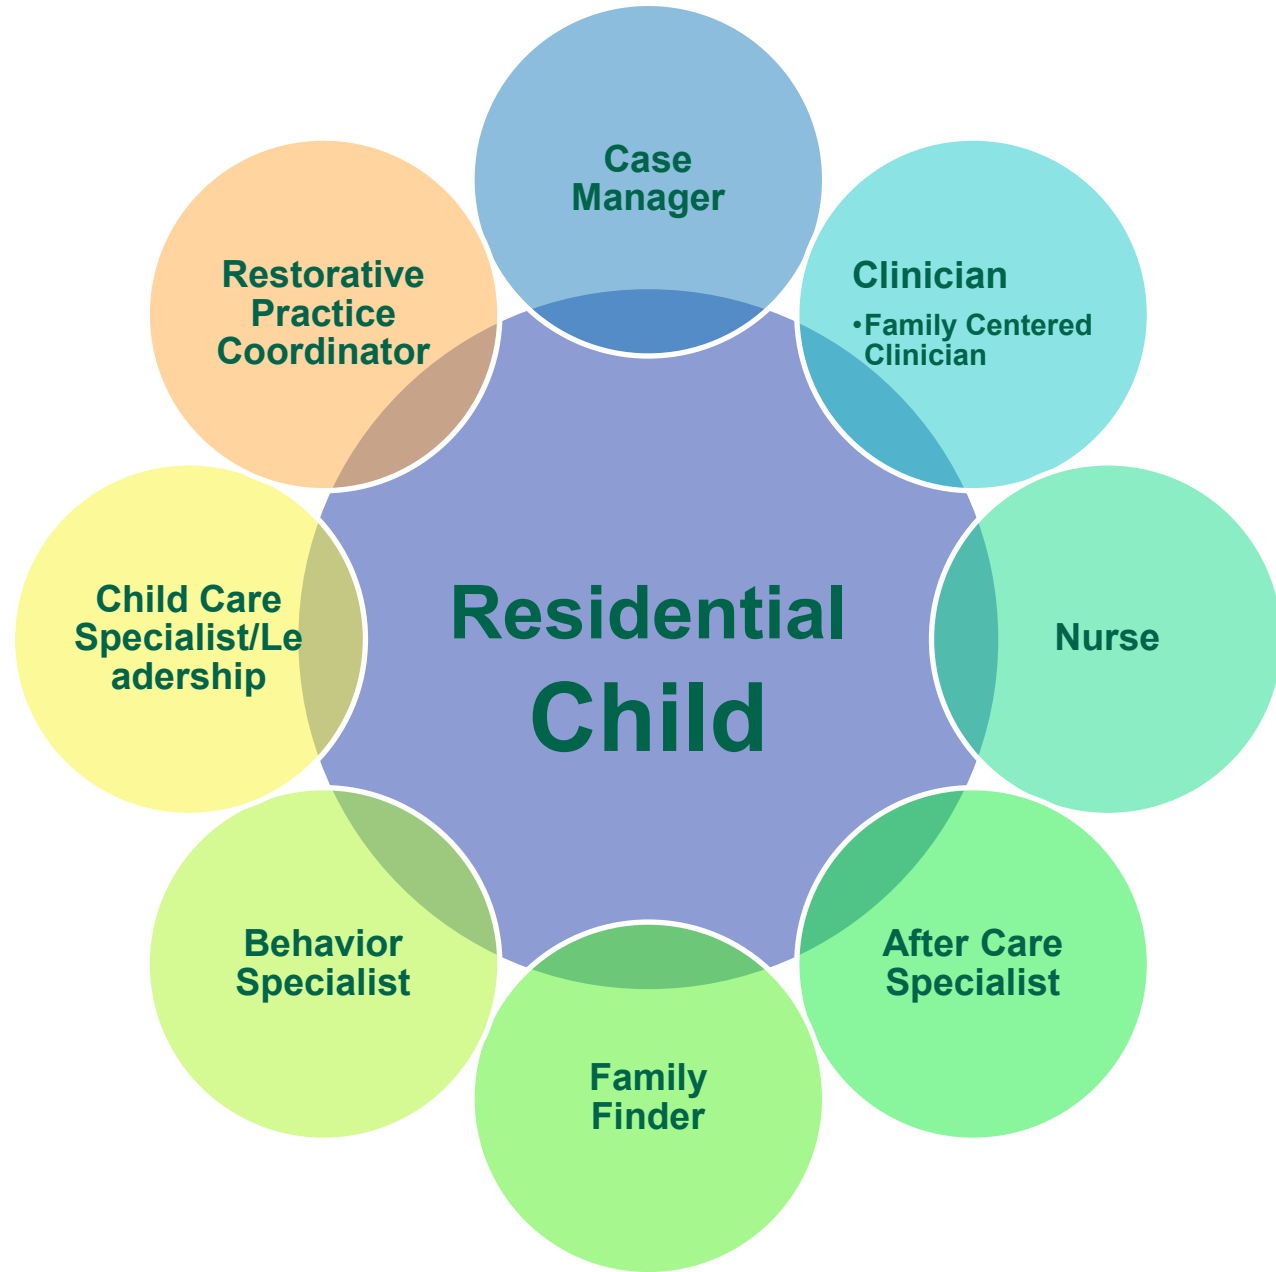 Case
Manager
Clinician
•Family Centered
Clinician
Nurse
After Care
Specialist
Family
Finder
Behavior
Specialist
Child Care
Specialist/Le
adership
Restorative
Practice
Coordinator
Residential
Child